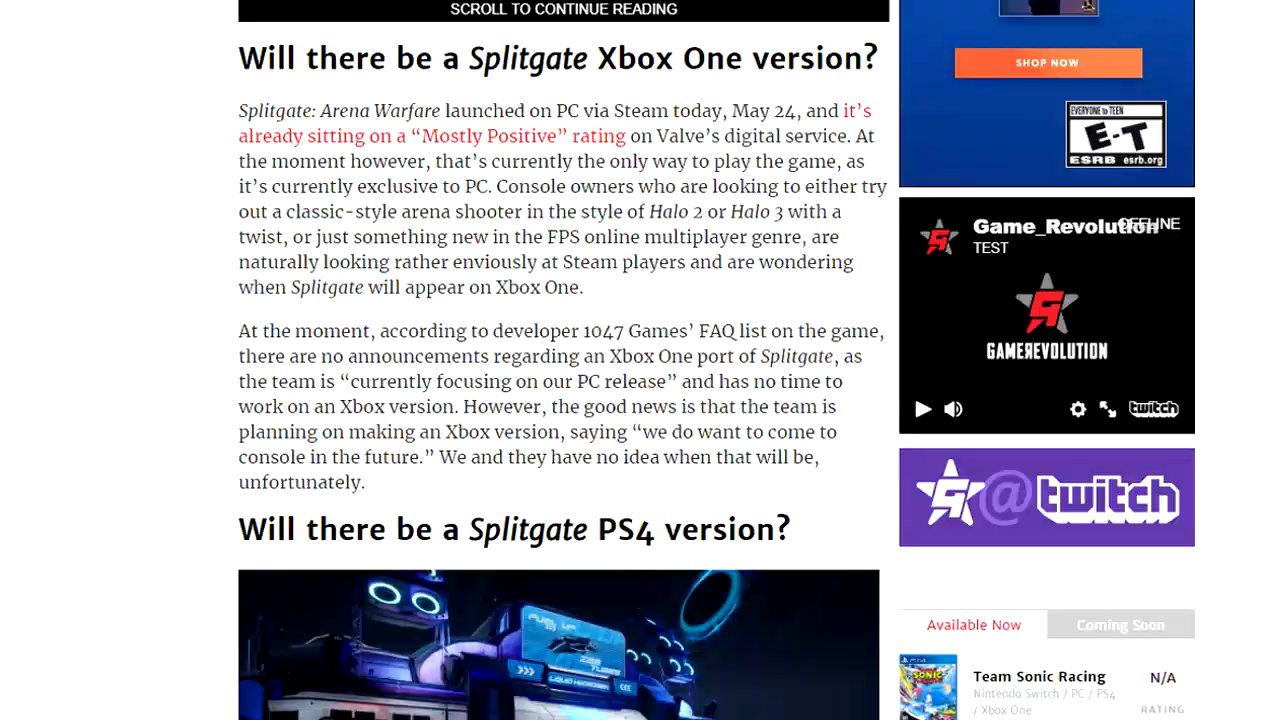 SCROLL TO CONTINUE READING
Will there be a Splitgate Xbox One version?
Splitgate: Arena Warfare launched on PC via Steam today, May 24, and it’s
already sitting on a “Mostly Positive” rating on Valve’s digital service. At
the moment however, that’s currently the only way to play the game, as
it’s currently exclusive to PC. Console owners who are looking to either try
out a classic-style arena shooter in the style of Halo 2 or Halo 3 with a
twist, or just something new in the FPS online multiplayer genre, are
naturally looking rather enviously at Steam players and are wondering
when Splitgate will appear on Xbox One.
At the moment, according to developer 1047 Games’ FAQ list on the game,
there are no announcements regarding an Xbox One port of Splitgate, as
the team is “currently focusing on our PC release” and has no time to
work on an Xbox version. However, the good news is that the team is
planning on making an Xbox version, saying “we do want to come to
console in the future.” We and they have no idea when that will be,
unfortunately.
Will there be a Splitgate PS4 version?
FUEL UP
LIQUID HYDROGEN
SHOP NOW
EVERYONE to TEEN
E-T
ESRB esrb.org
Game_Revolution OFFLINE
TEST
GAMEREVOLUTION
twitch
@twitch
Available Now
Coming Soon
Team Sonic Racing
N/A
Nintendo Switch / PC / PS4
/ Xbox One
RATING